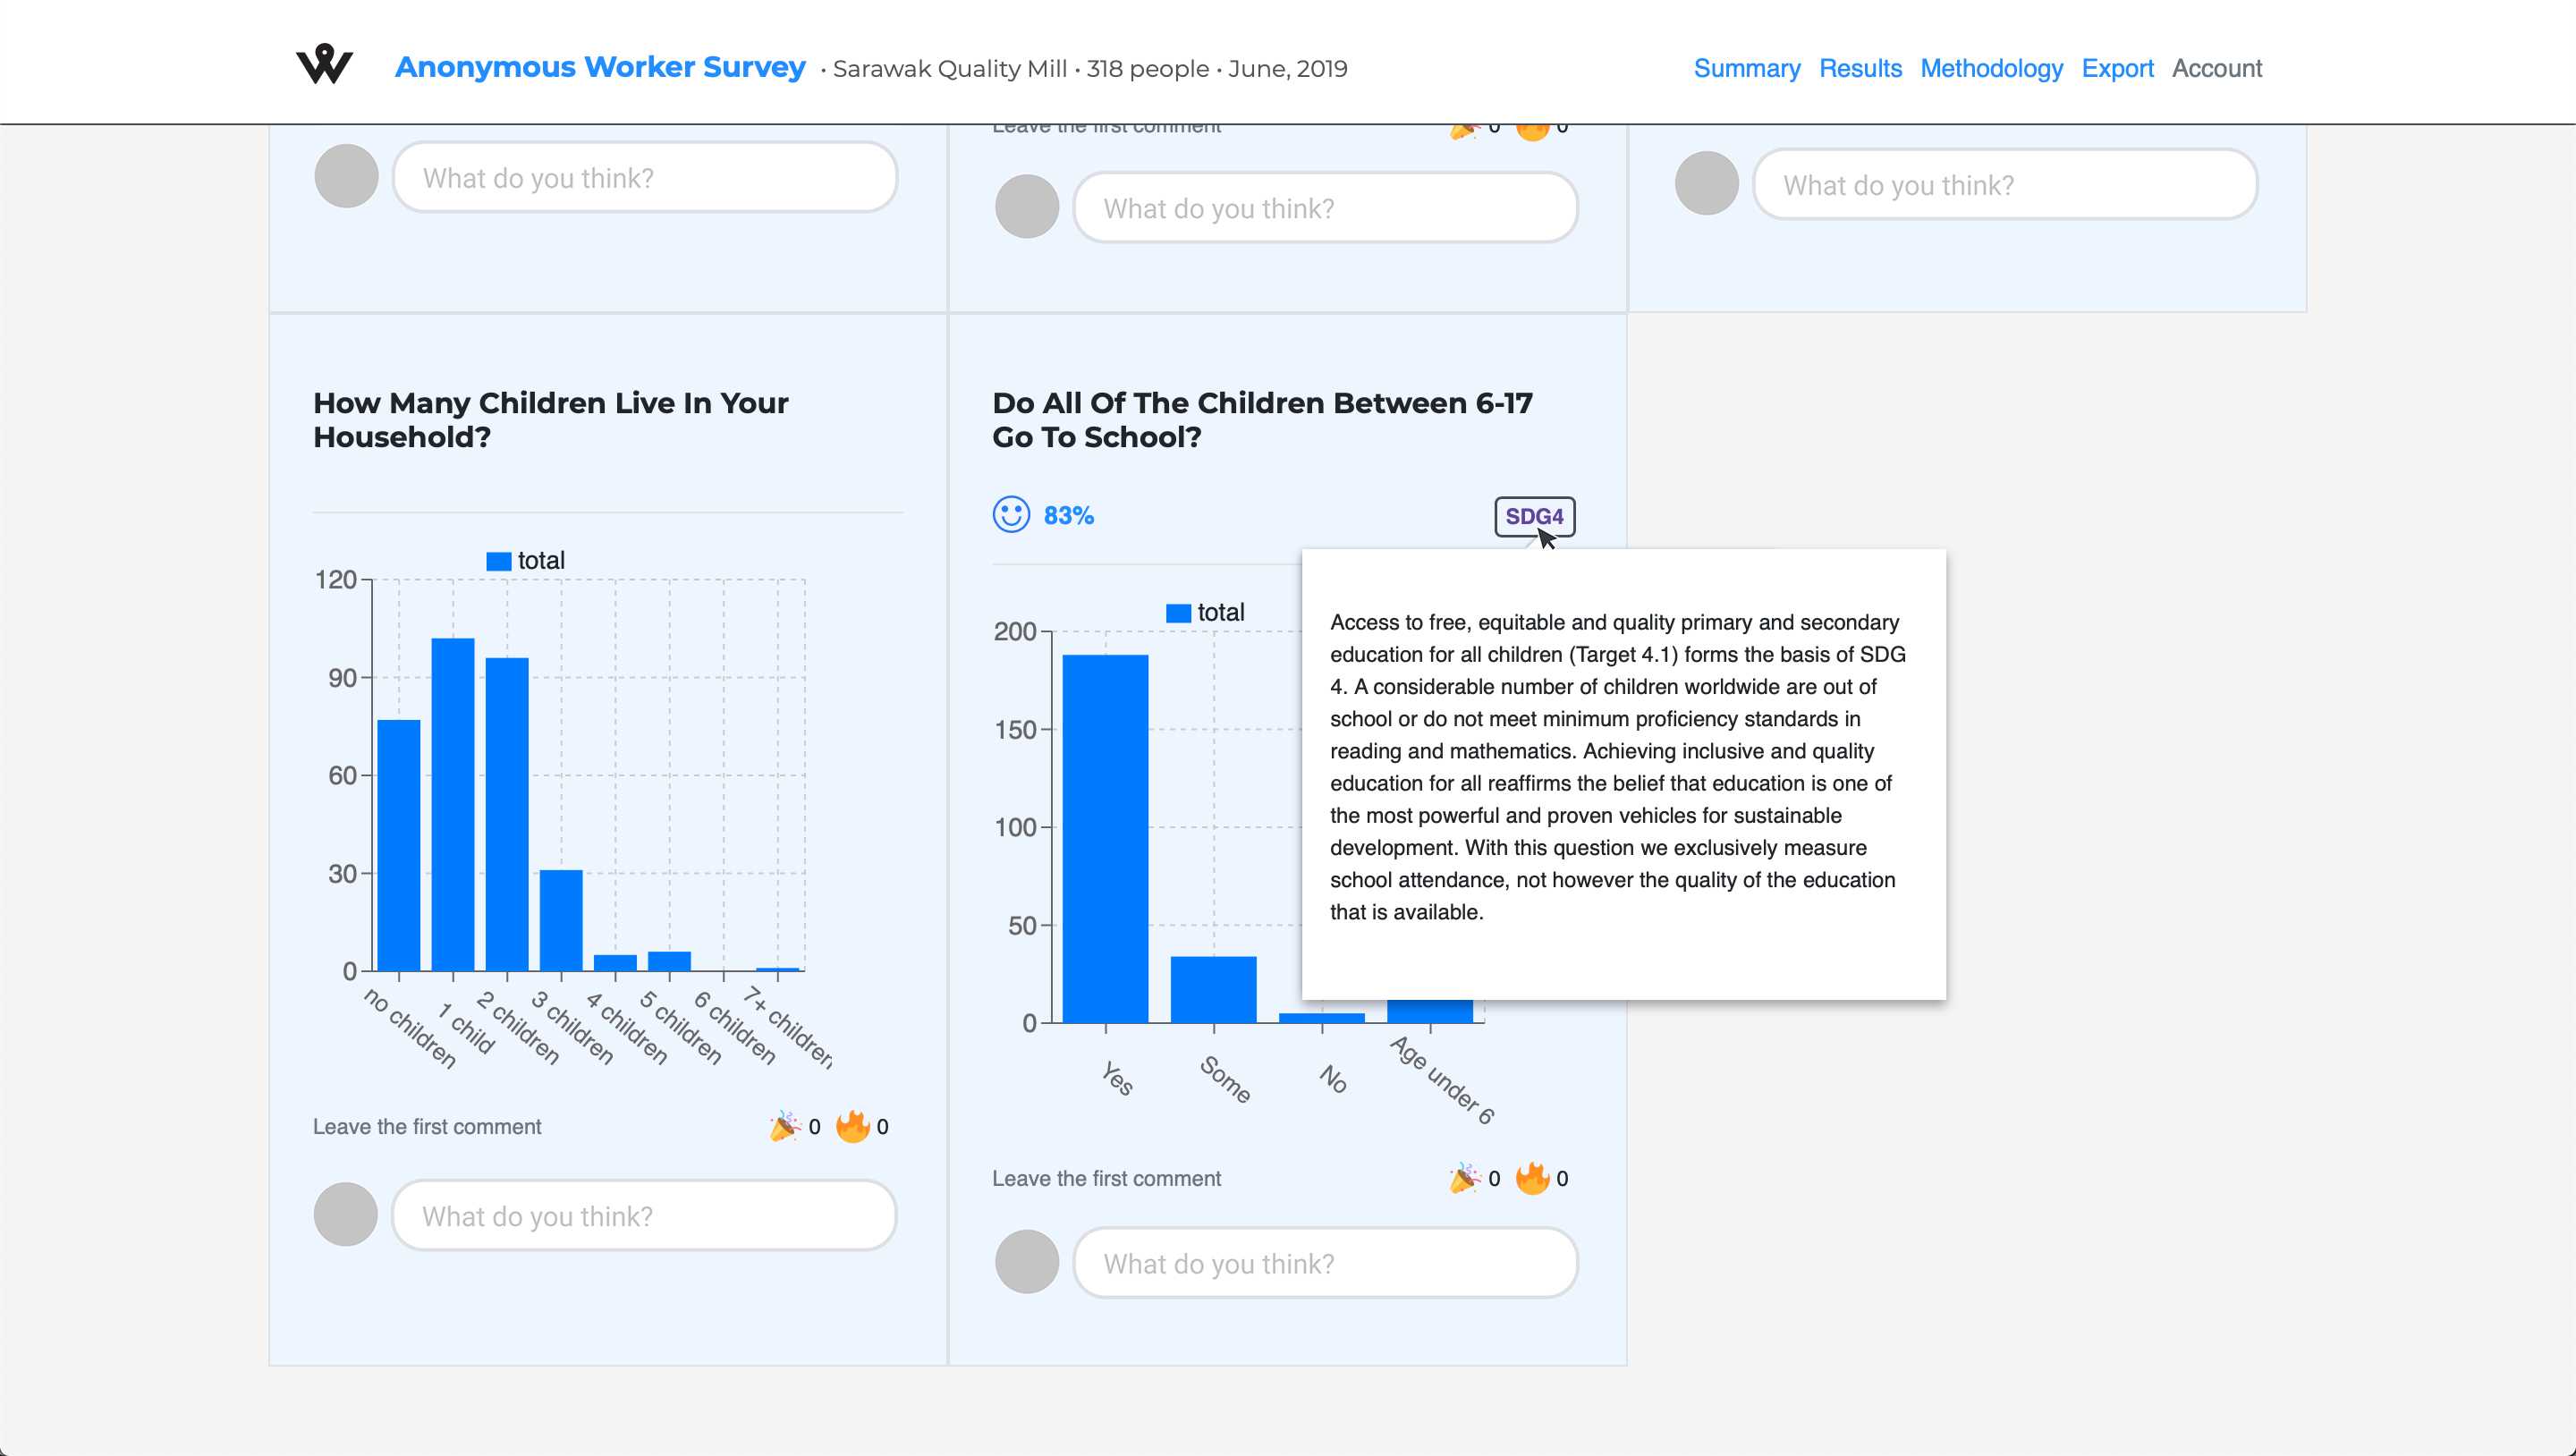 Anonymous Worker Survey · Sarawak Quality Mill · 318 people · June, 2019
Summary Results Methodology Export Account
Leave the first comment 0 0
What do you think?
What do you think?
What do you think?
How Many Children Live In Your
Household?
total
120
90
60
30
0
no children
1 child
2 children
3 children
4 children
5 children
6 children
7+ children
Leave the first comment 0 0
What do you think?
Do All Of The Children Between 6-17
Go To School?
83%
SDG4
total
200
150
100
50
0
Yes
Some
No
Age under 6
Access to free, equitable and quality primary and secondary
education for all children (Target 4.1) forms the basis of SDG
4. A considerable number of children worldwide are out of
school or do not meet minimum proficiency standards in
reading and mathematics. Achieving inclusive and quality
education for all reaffirms the belief that education is one of
the most powerful and proven vehicles for sustainable
development. With this question we exclusively measure
school attendance, not however the quality of the education
that is available.
Leave the first comment 0 0
What do you think?